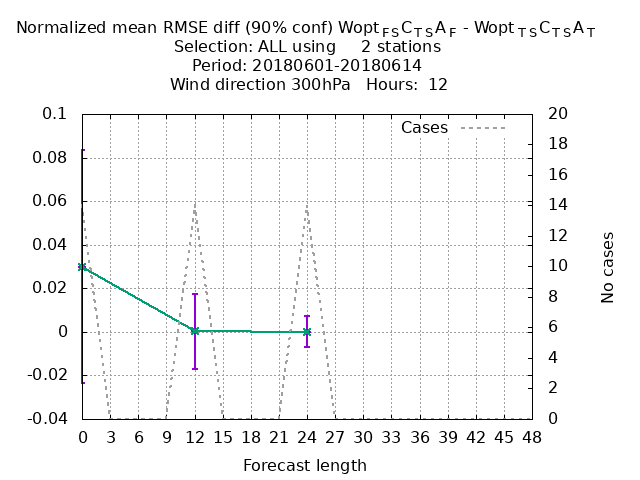 Normalized mean RMSE diff (90% conf) Wopt FS C TS A F - Wopt TS C TS A T
Selection: ALL using 2 stations
Period: 20180601-20180614
Wind direction 300hPa Hours: 12
Cases
0.1
0.08
0.06
0.04
0.02
0
-0.02
-0.04
20
18
16
14
12
10
8
6
4
2
0
No cases
0 3 6 9 12 15 18 21 24 27 30 33 36 39 42 45 48
Forecast length